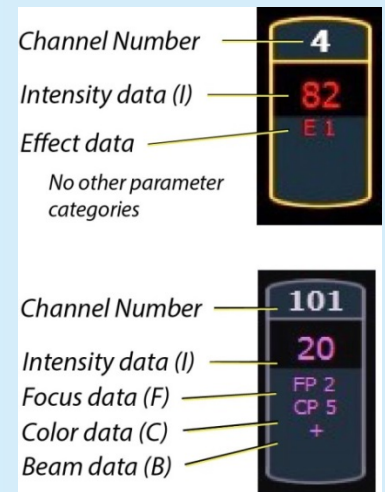 Channel Number
4
Intensity data (I)
82
Effect data
E 1
No other parameter
categories
Channel Number
101
Intensity data (I)
20
Focus data (F)
FP 2
Color data (C)
CP 5
Beam data (B)
+